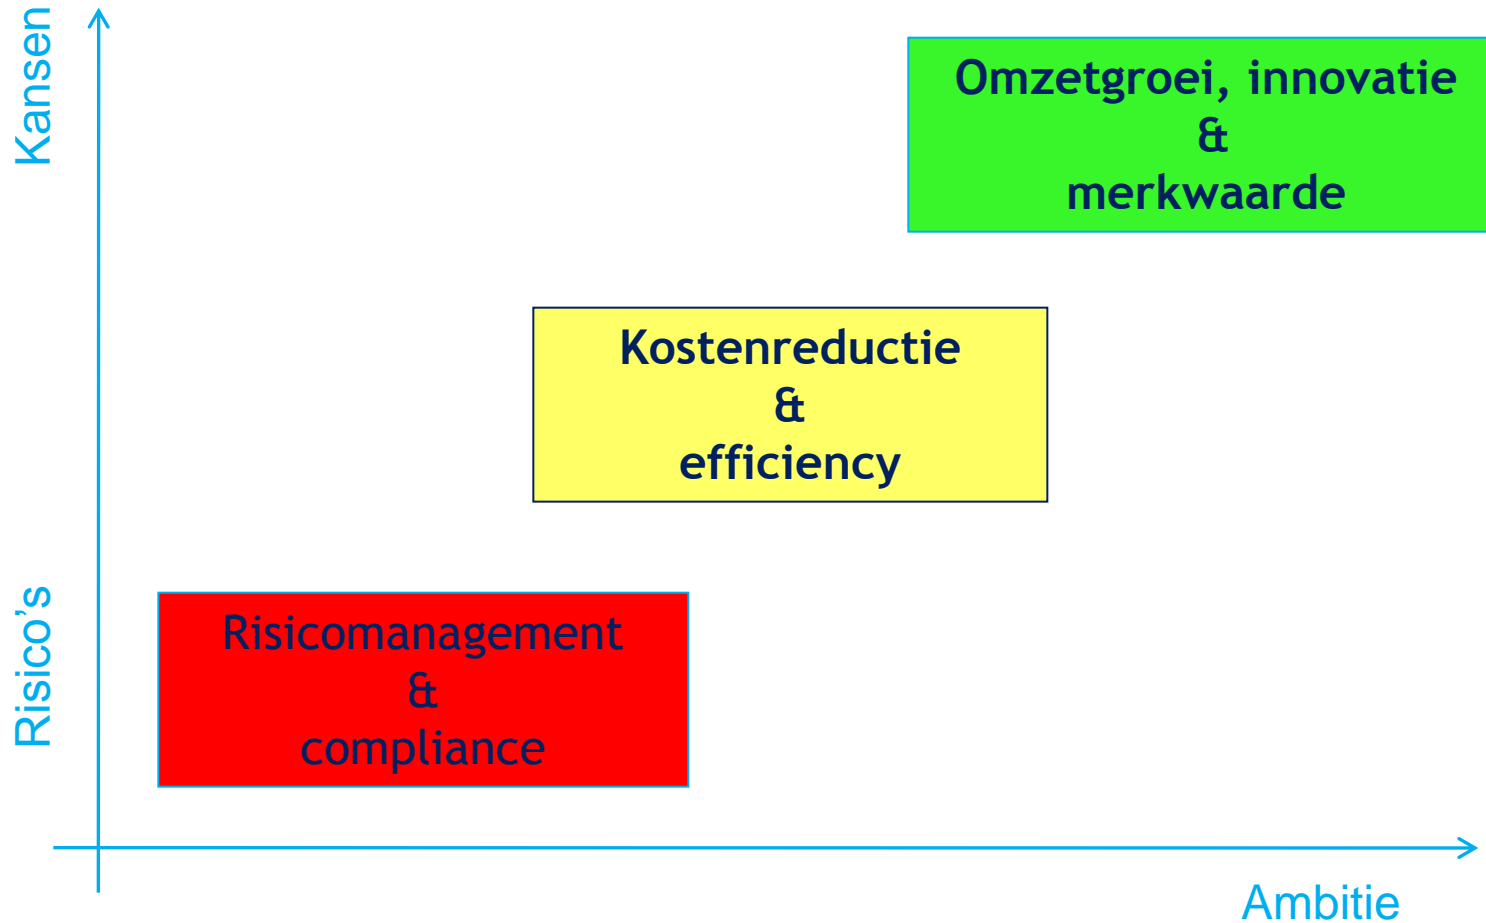 Kansen
Omzetgroei, innovatie
&
merkwaarde
Kostenreductie
&
efficiency
Risico’s
Risicomanagement
&
compliance
Ambitie